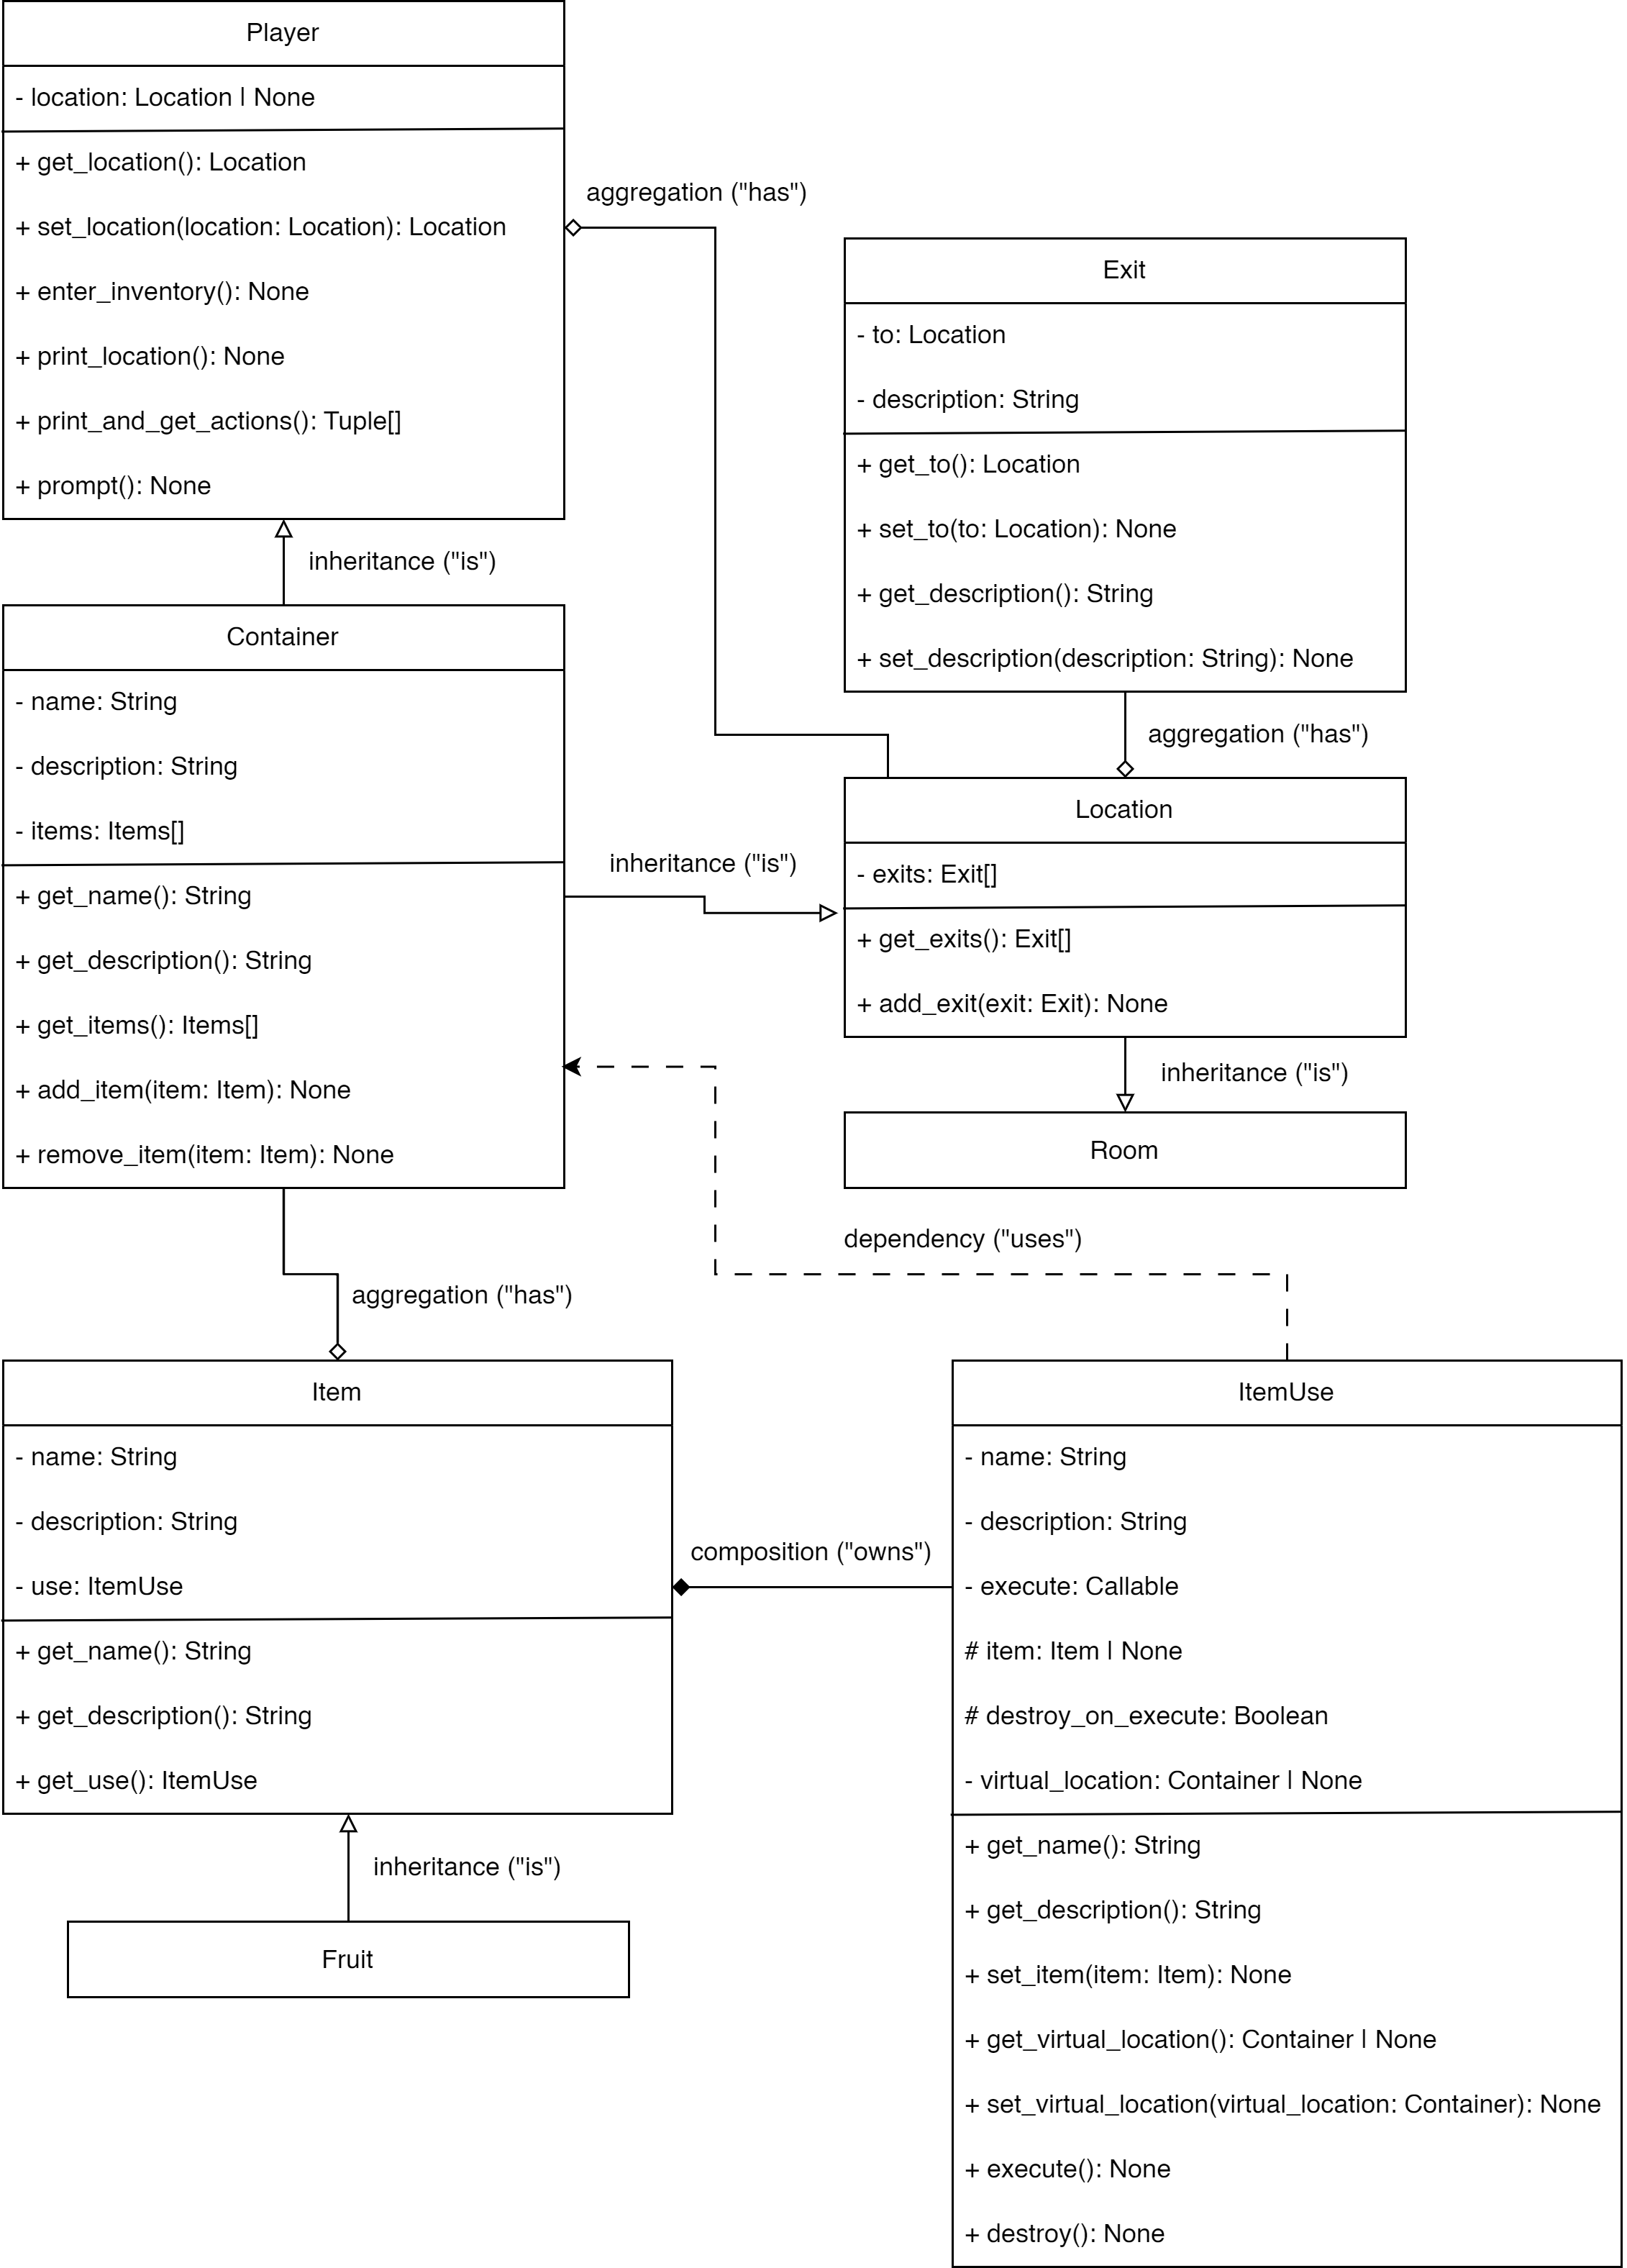 Player
- location: Location | None
+ get_location(): Location
+ set_location(location: Location): Location
+ enter_inventory(): None
+ print_location(): None
+ print_and_get_actions(): Tuple[]
+ prompt(): None
aggregation ("has")
Exit
- to: Location
- description: String
+ get_to(): Location
+ set_to(to: Location): None
+ get_description(): String
+ set_description(description: String): None
inheritance ("is")
aggregation ("has")
Container
- name: String
- description: String
- items: Items[]
+ get_name(): String
+ get_description(): String
+ get_items(): Items[]
+ add_item(item: Item): None
+ remove_item(item: Item): None
inheritance ("is")
Location
- exits: Exit[]
+ get_exits(): Exit[]
+ add_exit(exit: Exit): None
inheritance ("is")
Room
dependency ("uses")
aggregation ("has")
Item
- name: String
- description: String
- use: ItemUse
+ get_name(): String
+ get_description(): String
+ get_use(): ItemUse
composition ("owns")
ItemUse
- name: String
- description: String
- execute: Callable
# item: Item | None
# destroy_on_execute: Boolean
- virtual_location: Container | None
+ get_name(): String
+ get_description(): String
+ set_item(item: Item): None
+ get_virtual_location(): Container | None
+ set_virtual_location(virtual_location: Container): None
+ execute(): None
+ destroy(): None
inheritance ("is")
Fruit